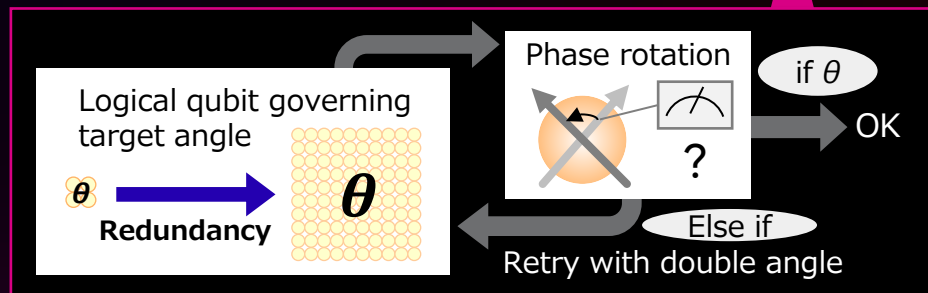 Logical qubit governing
target angle
θ
Redundancy
θ
Phase rotation
?
if θ
OK
Else if
Retry with double angle